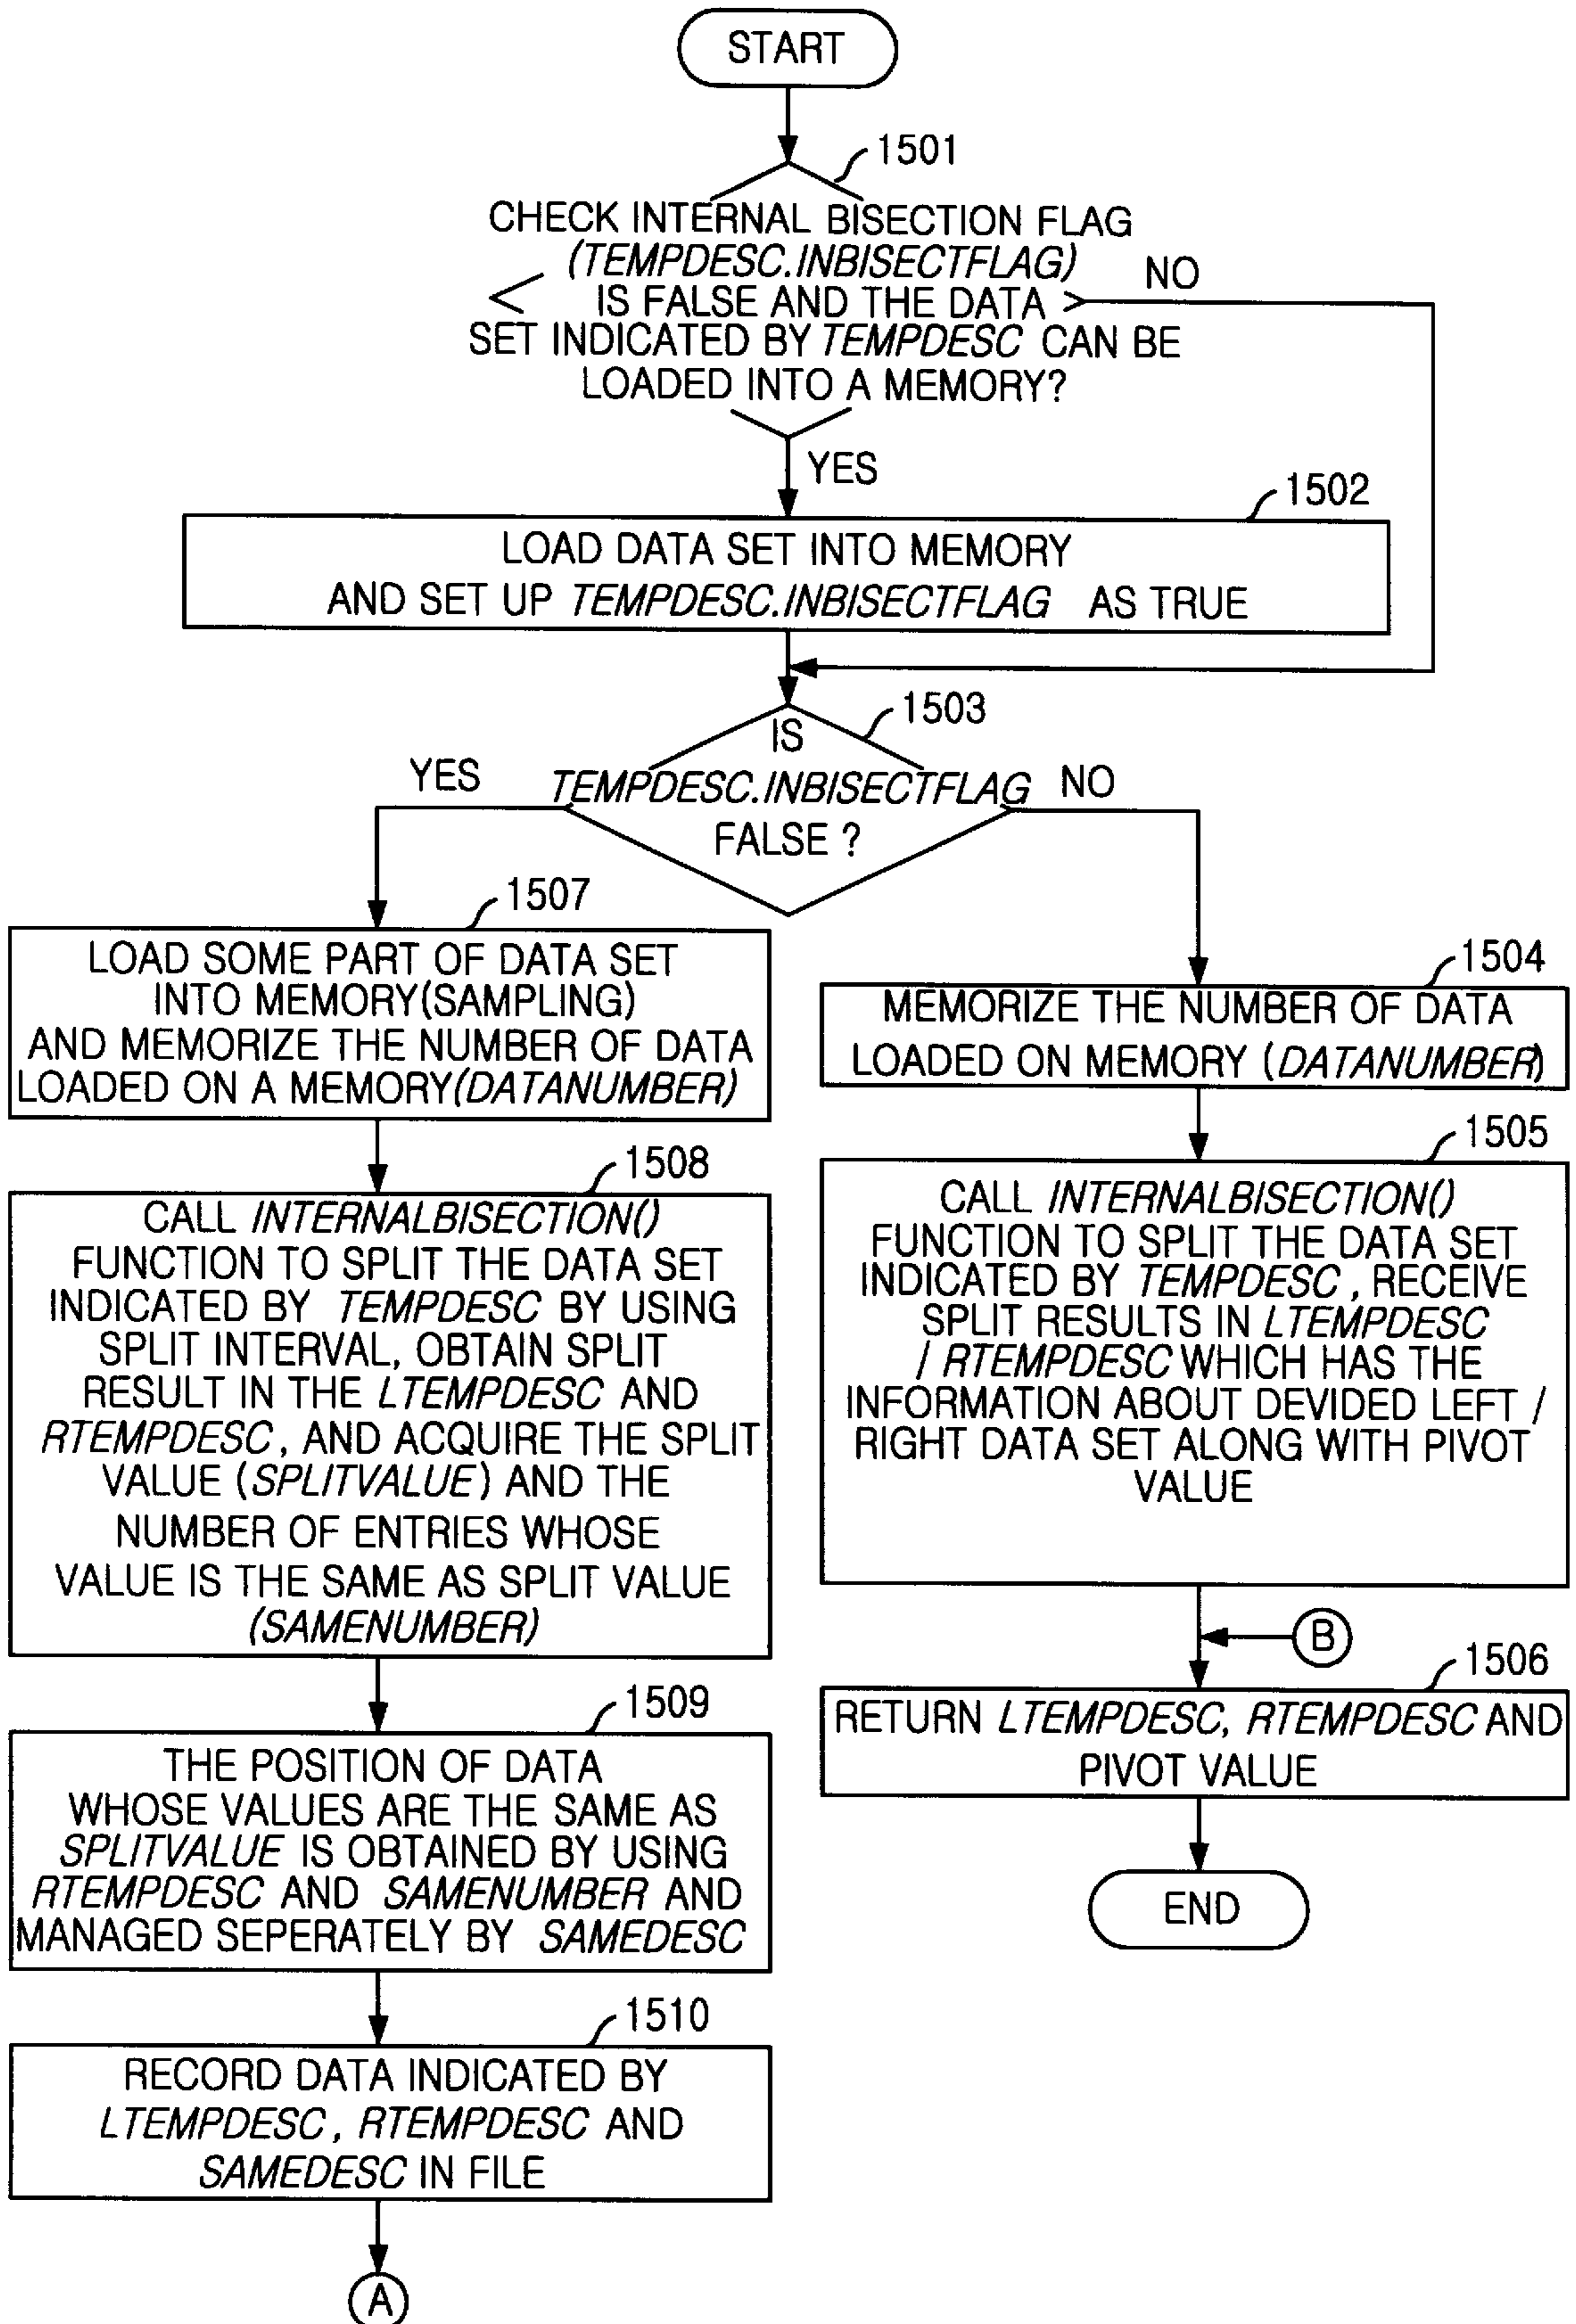 START
1501
CHECK INTERNAL BISECTION FLAG
(TEMPDESC.INBISECTFLAG)
IS FALSE AND THE DATA
SET INDICATED BY TEMPDESC CAN BE
LOADED INTO A MEMORY?
NO
YES
1502
LOAD DATA SET INTO MEMORY
AND SET UP TEMPDESC.INBISECTFLAG AS TRUE
1503
IS
TEMPDESC.INBISECTFLAG
FALSE ?
YES
NO
1507
LOAD SOME PART OF DATA SET
INTO MEMORY(SAMPLING)
AND MEMORIZE THE NUMBER OF DATA
LOADED ON A MEMORY(DATANUMBER)
1508
CALL INTERNALBISECTION()
FUNCTION TO SPLIT THE DATA SET
INDICATED BY TEMPDESC BY USING
SPLIT INTERVAL, OBTAIN SPLIT
RESULT IN THE LTEMPDESC AND
RTEMPDESC, AND ACQUIRE THE SPLIT
VALUE (SPLITVALUE) AND THE
NUMBER OF ENTRIES WHOSE
VALUE IS THE SAME AS SPLIT VALUE
(SAMENUMBER)
1509
THE POSITION OF DATA
WHOSE VALUES ARE THE SAME AS
SPLITVALUE IS OBTAINED BY USING
RTEMPDESC AND SAMENUMBER AND
MANAGED SEPERATELY BY SAMEDESC
1510
RECORD DATA INDICATED BY
LTEMPDESC, RTEMPDESC AND
SAMEDESC IN FILE
A
1504
MEMORIZE THE NUMBER OF DATA
LOADED ON MEMORY (DATANUMBER)
1505
CALL INTERNALBISECTION()
FUNCTION TO SPLIT THE DATA SET
INDICATED BY TEMPDESC, RECEIVE
SPLIT RESULTS IN LTEMPDESC
/ RTEMPDESC WHICH HAS THE
INFORMATION ABOUT DEVIDED LEFT /
RIGHT DATA SET ALONG WITH PIVOT
VALUE
B
1506
RETURN LTEMPDESC, RTEMPDESC AND
PIVOT VALUE
END